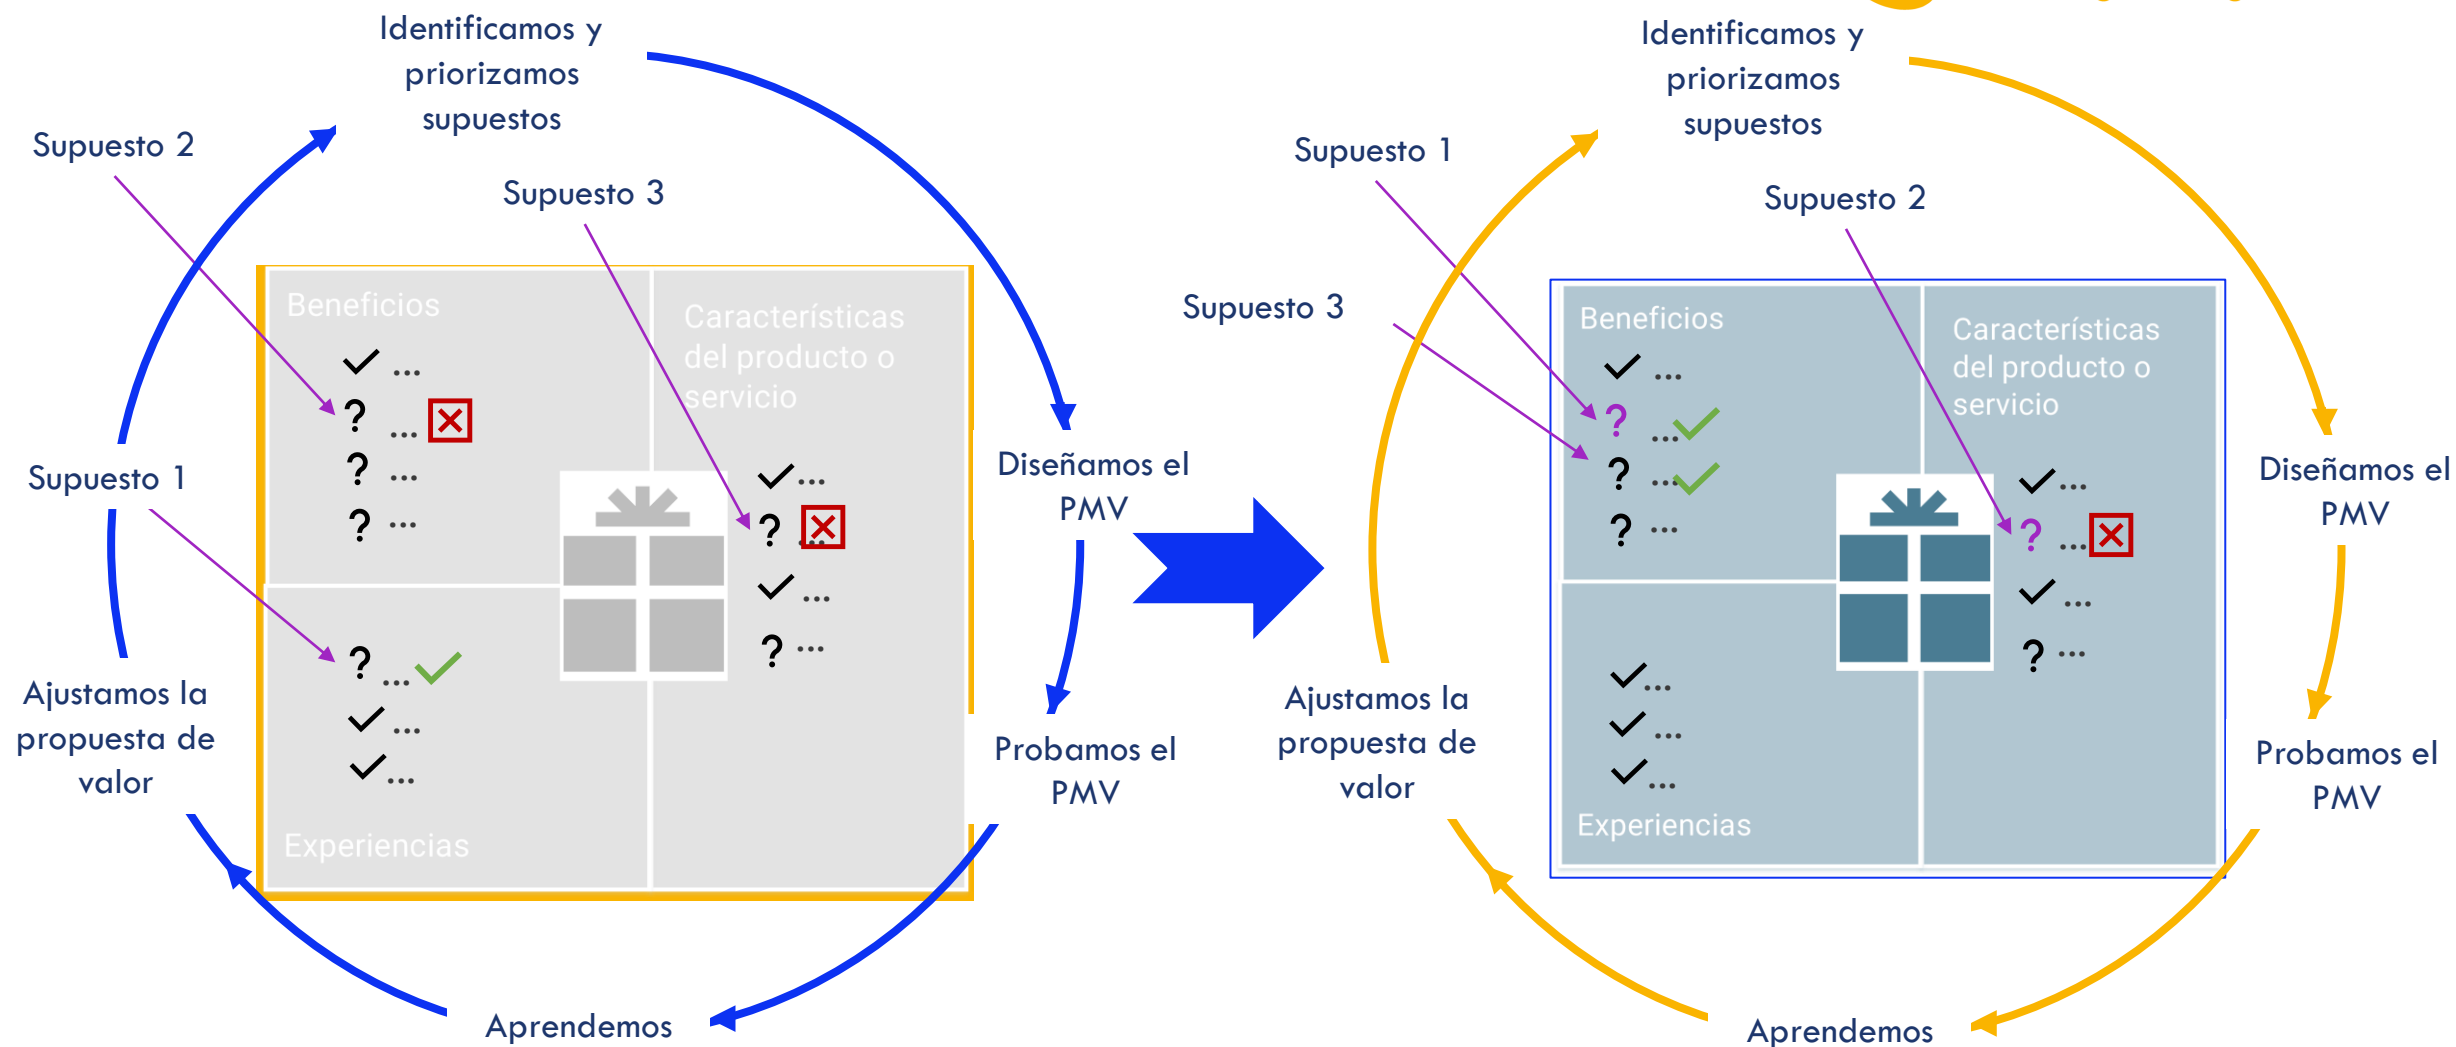 Identificamos y
priorizamos
supuestos
Supuesto 2
Supuesto 3
Beneficios
...
? ...
? ...
? ...
Características
del producto o
servicio
...
? ...
...
? ...
Supuesto 1
? ...
...
...
Experiencias
Diseñamos el
PMV
Probamos el
PMV
Aprendemos
Ajustamos la
propuesta de
valor
Identificamos y
priorizamos
supuestos
Supuesto 1
Supuesto 2
Supuesto 3
Beneficios
...
? ...
? ...
? ...
Características
del producto o
servicio
...
? ...
...
? ...
...
...
...
Experiencias
Diseñamos el
PMV
Probamos el
PMV
Aprendemos
Ajustamos la
propuesta de
valor